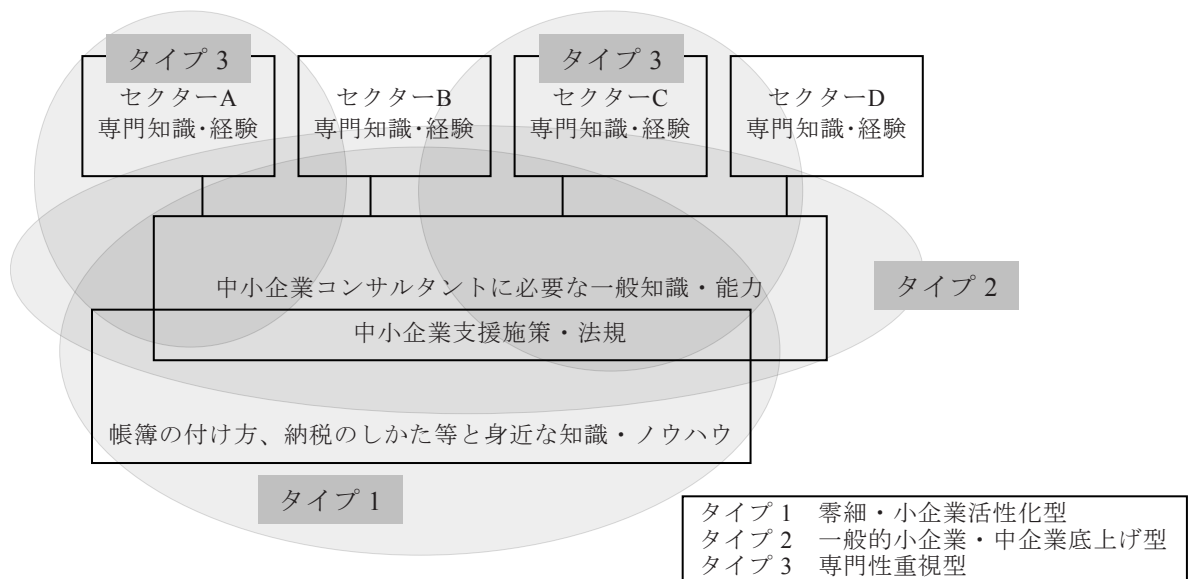 タイプ 3
セクターA
専門知識・経験
セクターB
専門知識・経験
タイプ 3
セクターC
専門知識・経験
セクターD
専門知識・経験
中小企業コンサルタントに必要な一般知識・能力
タイプ 2
中小企業支援施策・法規
帳簿の付け方、納税のしかた等と身近な知識・ノウハウ
タイプ 1
タイプ 1 零細・小企業活性化型
タイプ 2 一般的小企業・中企業底上げ型
タイプ 3 専門性重視型